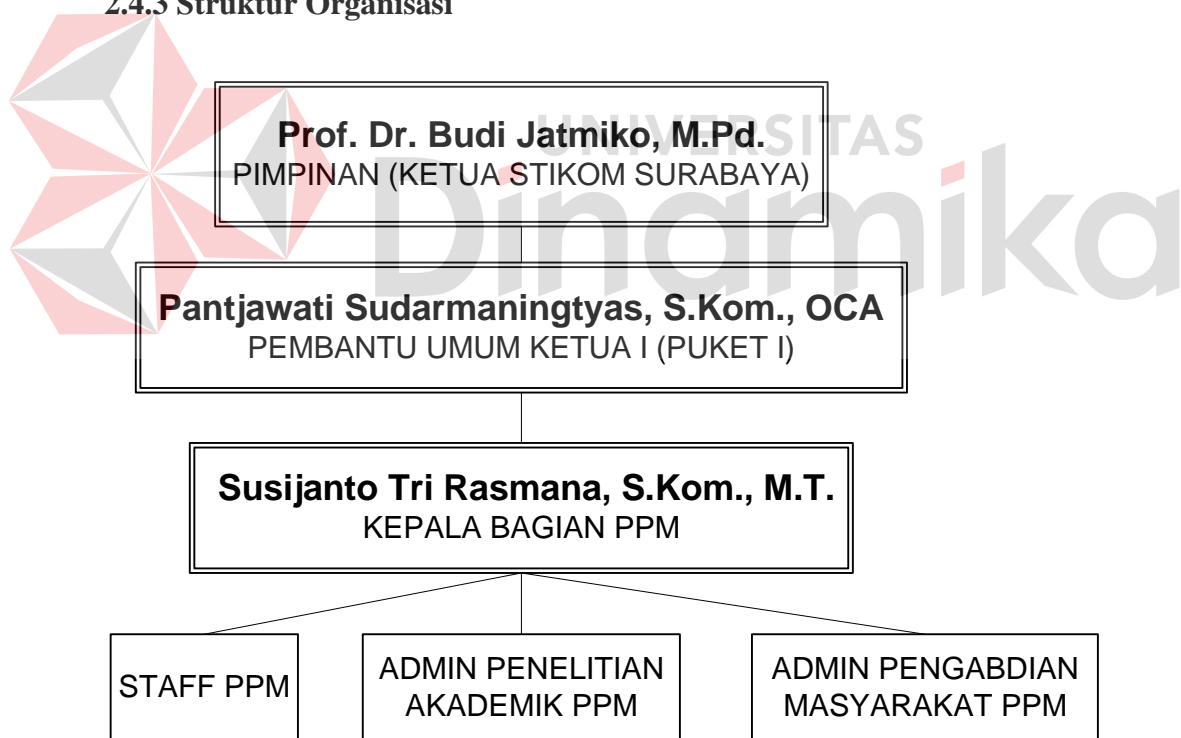 2.4.3 Struktur Organisasi
UNIVERSITAS
Dinamika
Prof. Dr. Budi Jatmiko, M.Pd.
PIMPINAN (KETUA STIKOM SURABAYA)
Pantjawati Sudarmaningtyas, S.Kom., OCA
PEMBANTU UMUM KETUA I (PUKET I)
Susijanto Tri Rasmana, S.Kom., M.T.
KEPALA BAGIAN PPM
STAFF PPM
ADMIN PENELITIAN
AKADEMIK PPM
ADMIN PENGABDIAN
MASYARAKAT PPM